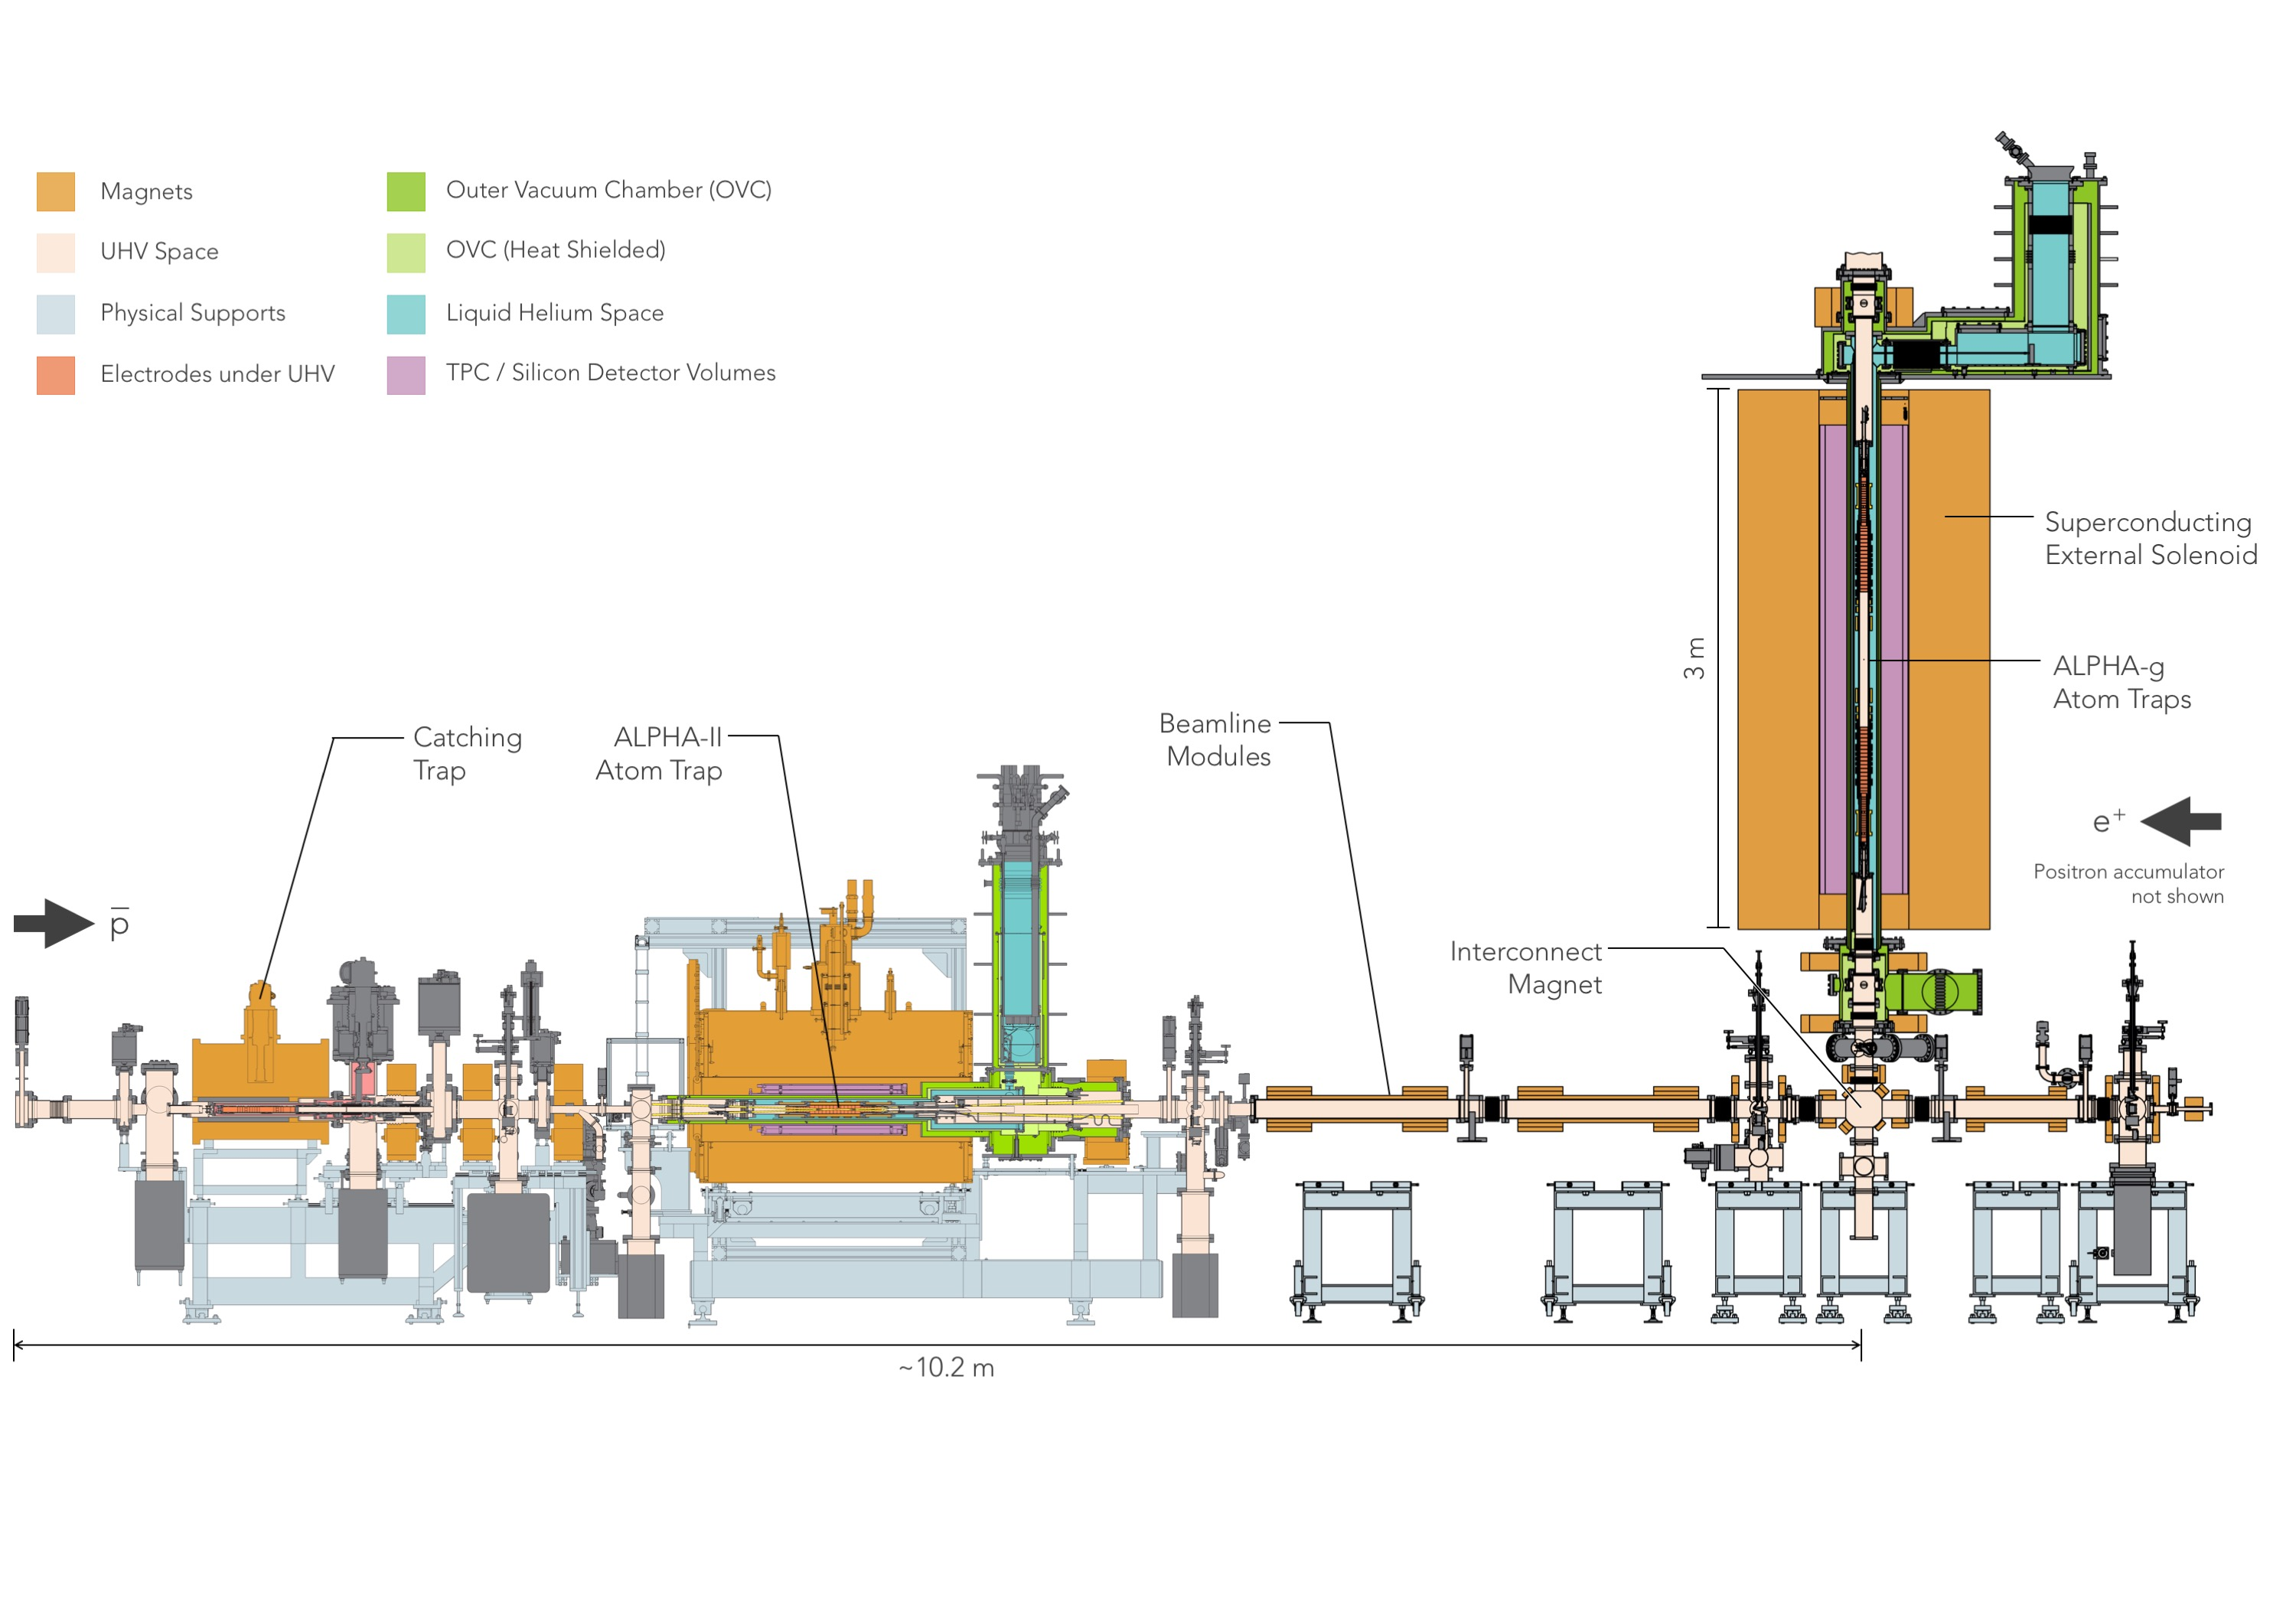 Magnets
UHV Space
Physical Supports
Electrodes under UHV
Outer Vacuum Chamber (OVC)
OVC (Heat Shielded)
Liquid Helium Space
TPC / Silicon Detector Volumes
Superconducting
External Solenoid
3 m
ALPHA-g
Atom Traps
Catching
Trap
ALPHA-II
Atom Trap
Beamline
Modules
e⁺
Positron accumulator
not shown
p̅
Interconnect
Magnet
~10.2 m